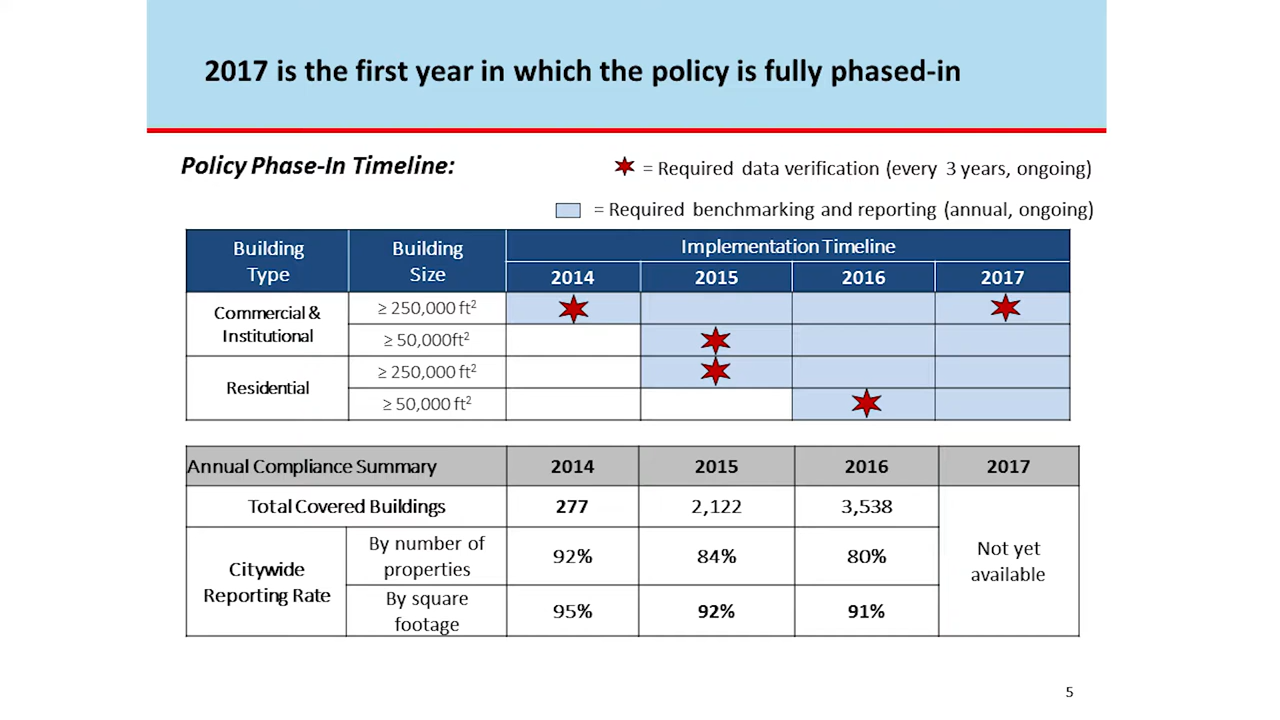 2017 is the first year in which the policy is fully phased-in
Policy Phase-In Timeline:
= Required data verification (every 3 years, ongoing)
= Required benchmarking and reporting (annual, ongoing)
Building Type
Building Size
Implementation Timeline
2014 2015 2016 2017
Commercial & Institutional
≥ 250,000 ft²
≥ 50,000ft²
Residential
≥ 250,000 ft²
≥ 50,000 ft²
Annual Compliance Summary 2014 2015 2016 2017
Total Covered Buildings 277 2,122 3,538
Not yet available
Citywide Reporting Rate
By number of properties 92% 84% 80%
By square footage 95% 92% 91%
5